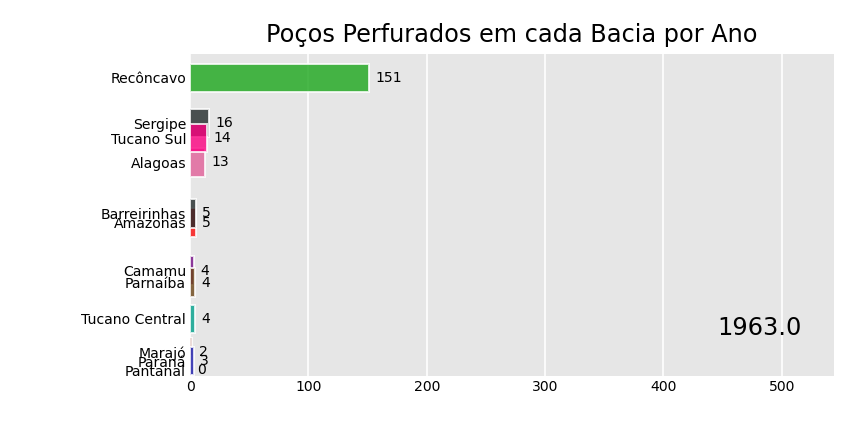 Poços Perfurados em cada Bacia por Ano
Recôncavo 151
Sergipe 16
Tucano Sul 14
Alagoas 13
Barreirinhas 5
Amazonas 5
Camamu 4
Parnaíba 4
Tucano Central 4
1963.0
Marajó 2
Paraná 3
Pantanal 0
0 100 200 300 400 500